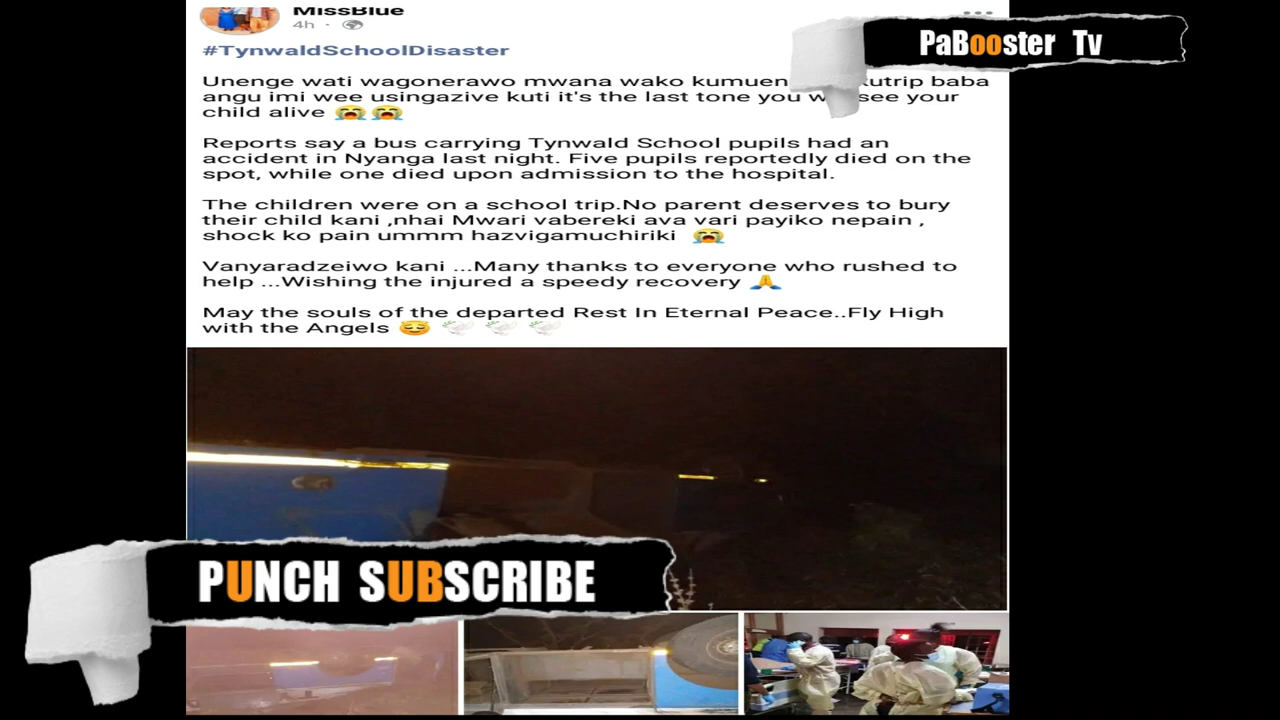 MissBlue
4h ·
PaBooster Tv
#TynwaldSchoolDisaster
Unenge wati wagonerawo mwana wako kumuen
baba
angu imi wee usingazive kuti it's the last tone you see your
child alive 😭😭
Reports say a bus carrying Tynwald School pupils had an
accident in Nyanga last night. Five pupils reportedly died on the
spot, while one died upon admission to the hospital.
The children were on a school trip.No parent deserves to bury
their child kani ,nhai Mwari vabereki ava vari payiko nepain ,
shock ko pain ummm hazvigamuchiriki 😭
Vanyaradzeiwo kani ...Many thanks to everyone who rushed to
help ...Wishing the injured a speedy recovery 🙏
May the souls of the departed Rest In Eternal Peace..Fly High
with the Angels 😇 🕊 🕊 🕊
PUNCH SUBSCRIBE